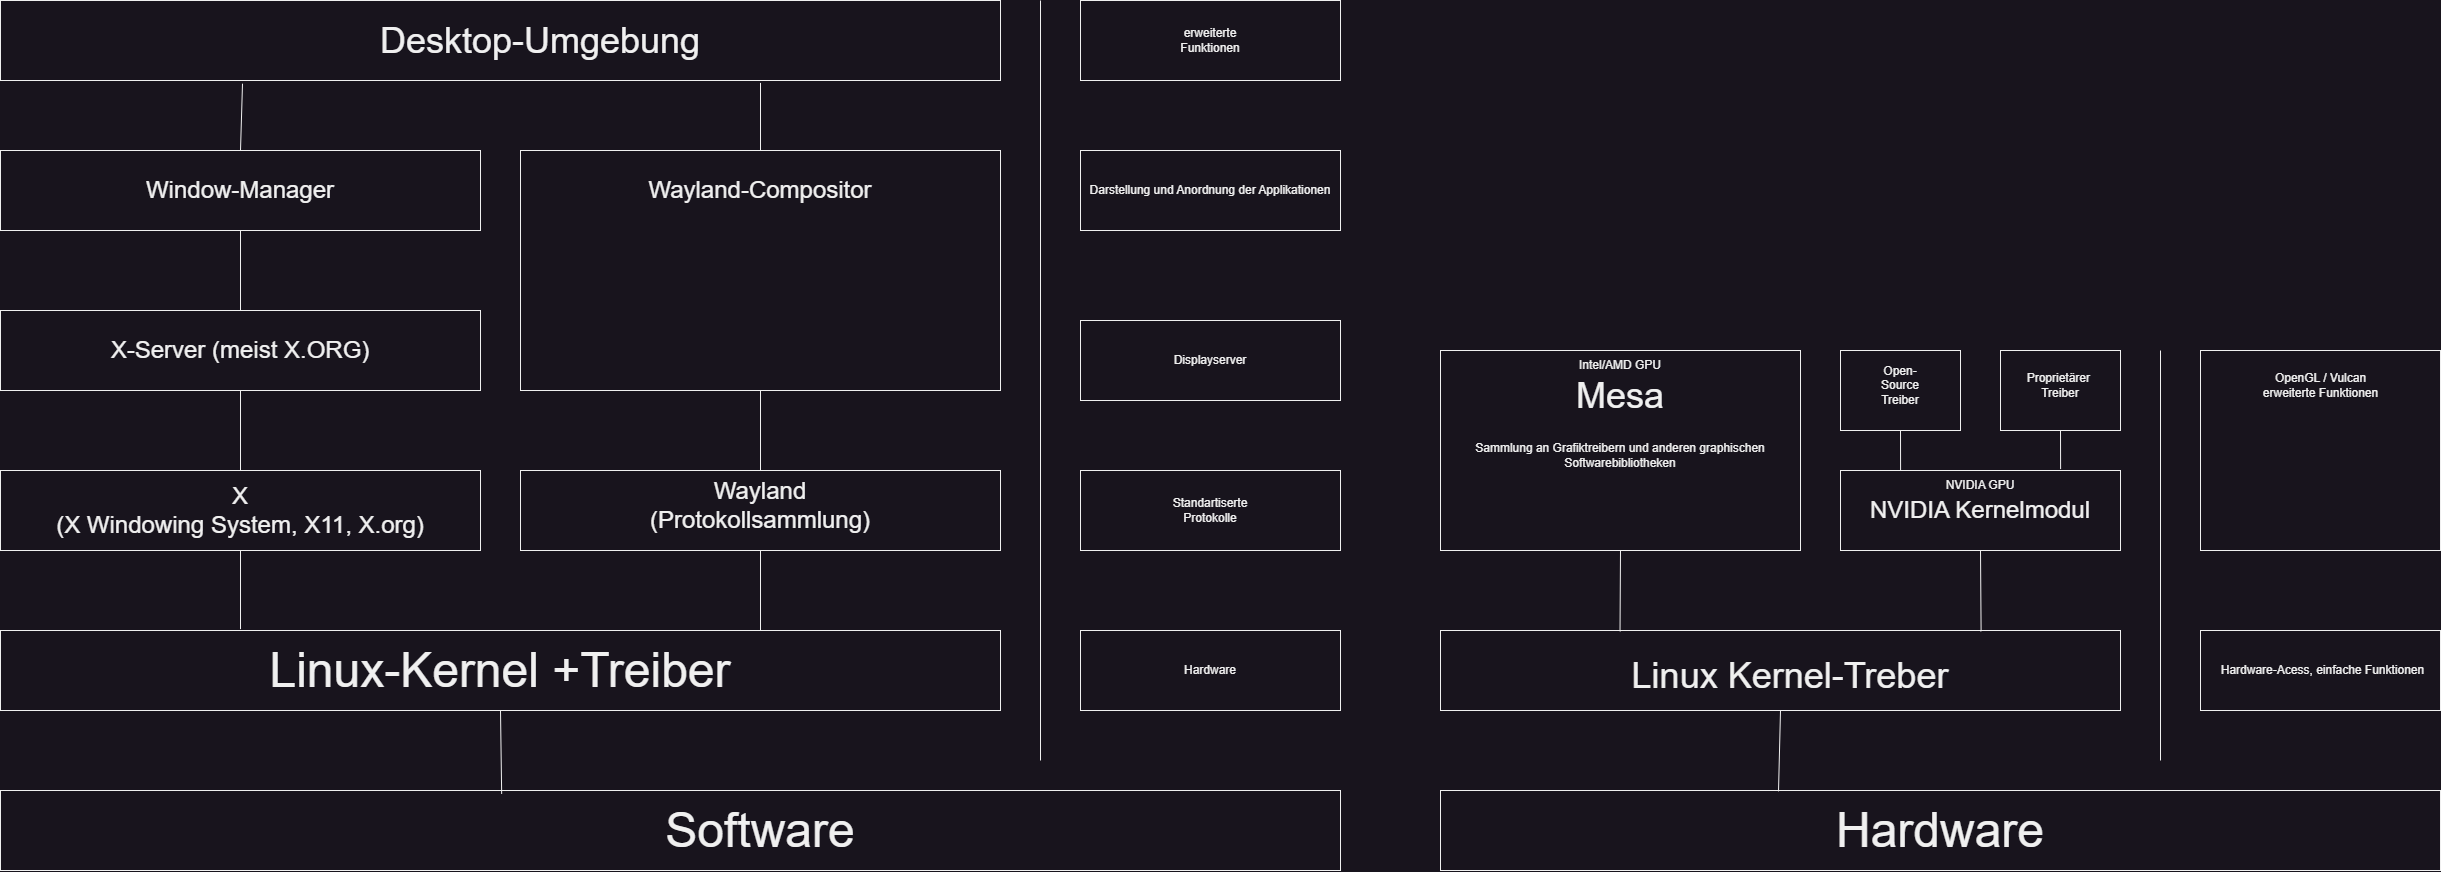 Desktop-Umgebung
erweiterte
Funktionen
Window-Manager
Wayland-Compositor
Darstellung und Anordnung der Applikationen
X-Server (meist X.ORG)
Displayserver
X
(X Windowing System, X11, X.org)
Wayland
(Protokollsammlung)
Standartiserte
Protokolle
Linux-Kernel +Treiber
Hardware
Software
Intel/AMD GPU
Mesa
Sammlung an Grafiktreibern und anderen graphischen
Softwarebibliotheken
Open-
Source
Treiber
Proprietärer
Treiber
OpenGL / Vulcan
erweiterte Funktionen
NVIDIA GPU
NVIDIA Kernelmodul
Linux Kernel-Treber
Hardware-Acess, einfache Funktionen
Hardware